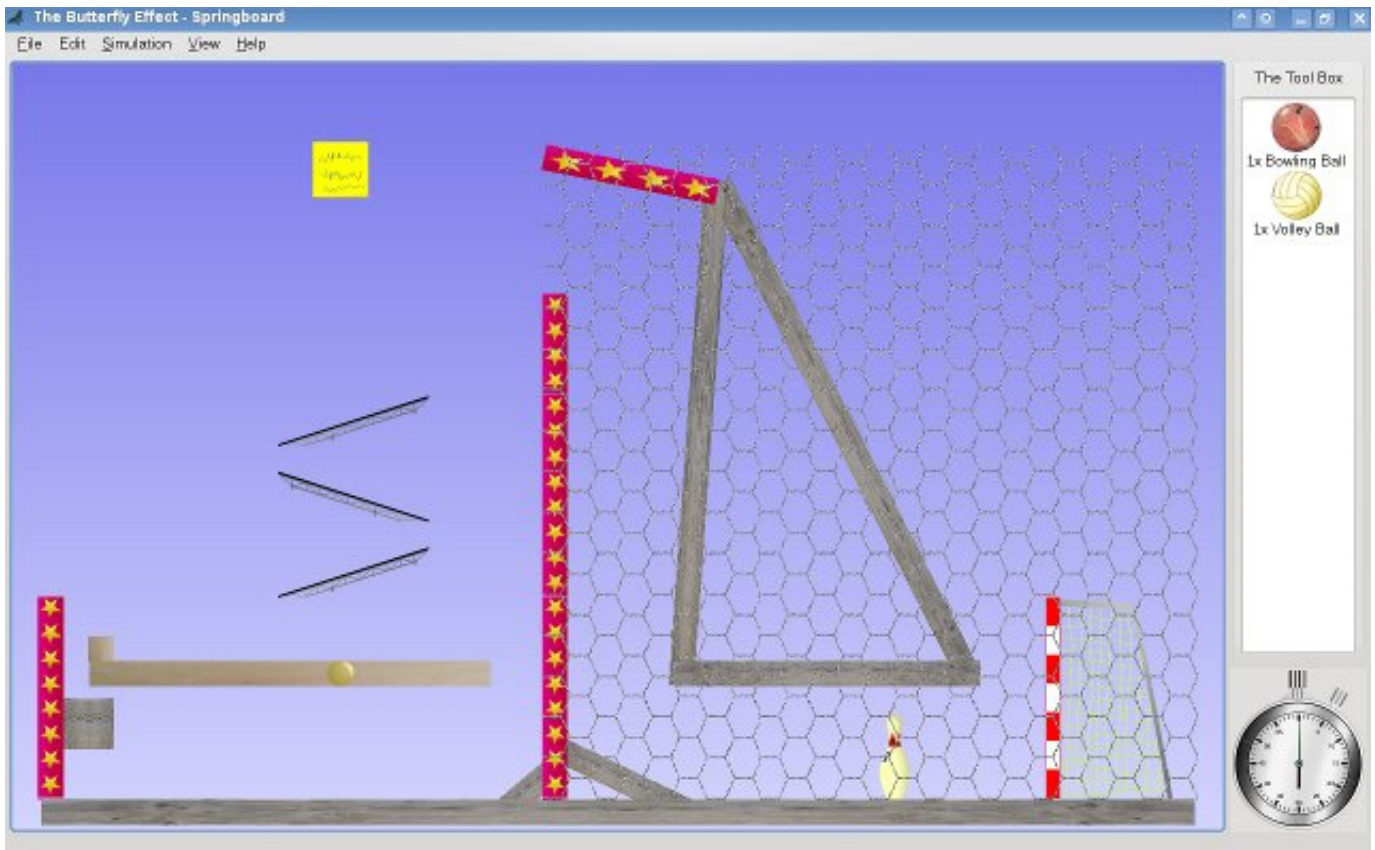 The Butterfly Effect - Springboard
File Edit Simulation View Help
The Tool Box
1x Bowling Ball
1x Volley Ball